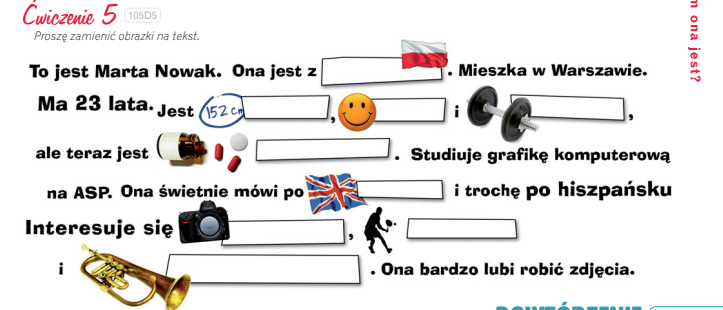 Ćwiczenie 5 105D5
Proszę zamienić obrazki na tekst.
To jest Marta Nowak. Ona jest z . Mieszka w Warszawie.
Ma 23 lata. Jest 152 cm , i ,
ale teraz jest . Studiuje grafikę komputerową
na ASP. Ona świetnie mówi po i trochę po hiszpańsku
Interesuje się ,
i . Ona bardzo lubi robić zdjęcia.
m ona jest?